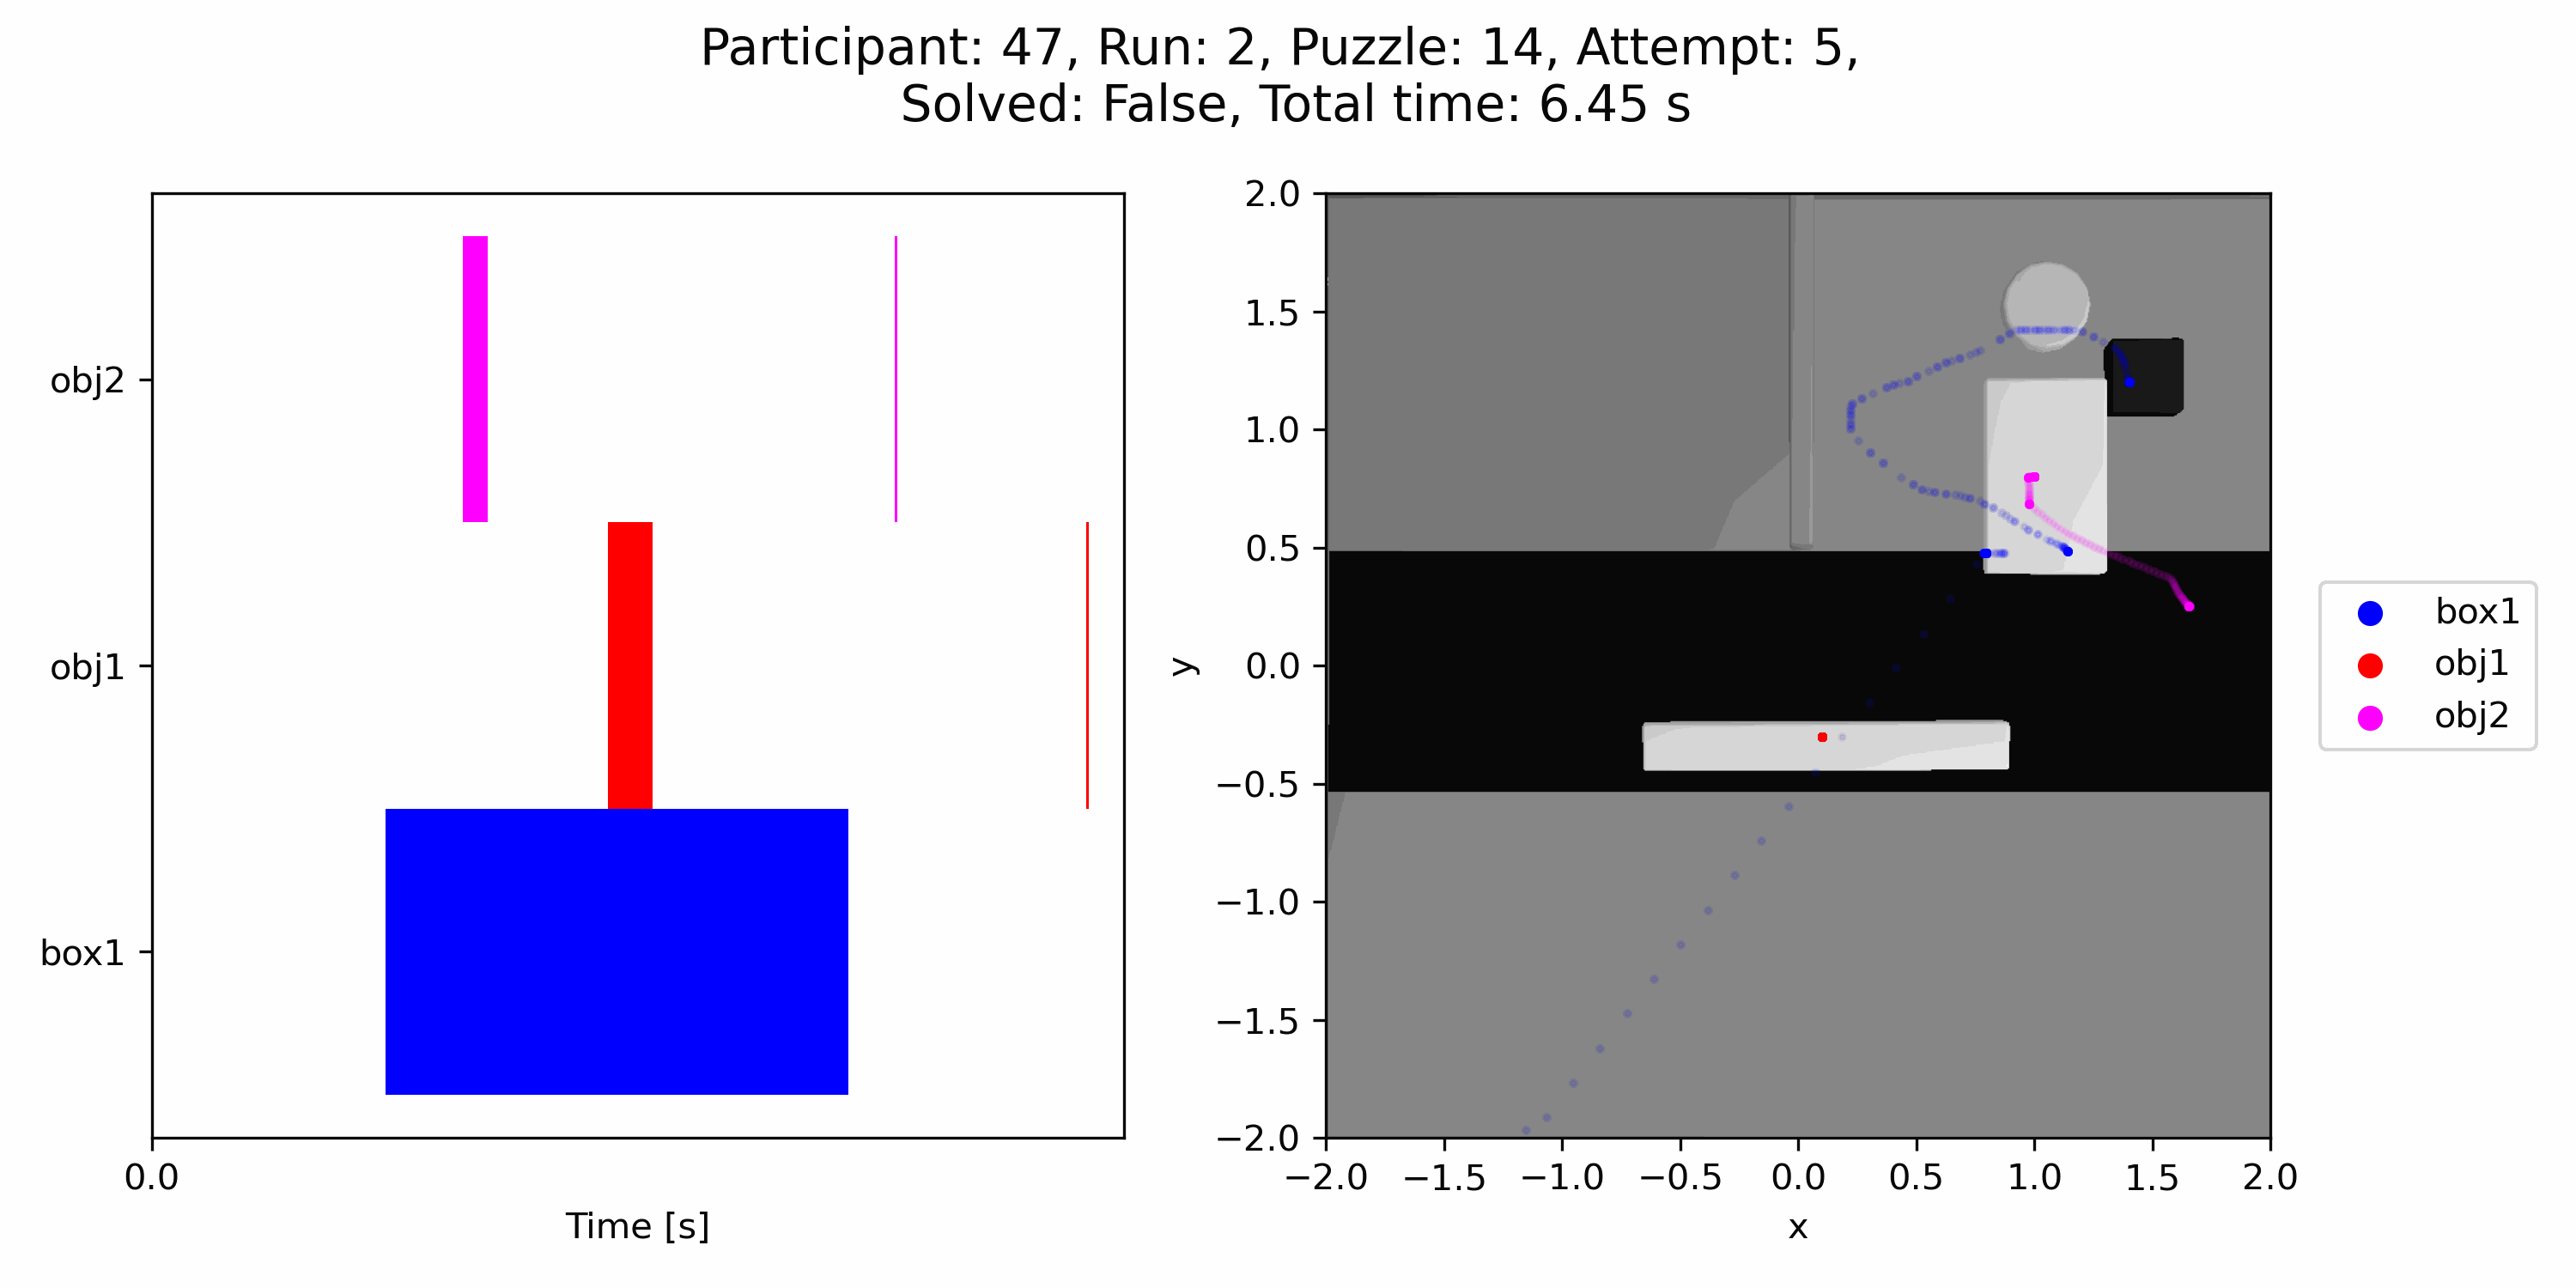 Participant: 47, Run: 2, Puzzle: 14, Attempt: 5,
Solved: False, Total time: 6.45 s
obj2
obj1
box1
0.0
Time [s]
2.0
1.5
1.0
0.5
0.0
−0.5
−1.0
−1.5
−2.0
y
−2.0 −1.5 −1.0 −0.5 0.0 0.5 1.0 1.5 2.0
x
box1
obj1
obj2